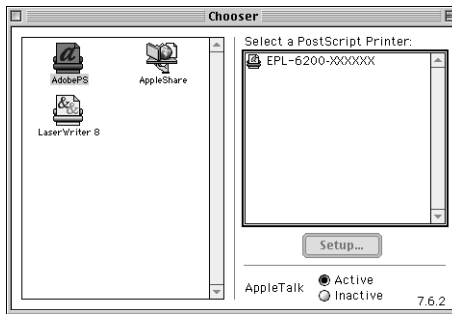 Chooser
AdobePS
AppleShare
LaserWriter 8
Select a PostScript Printer:
EPL-6200-XXXXXX
Setup...
AppleTalk
Active
Inactive
7.6.2